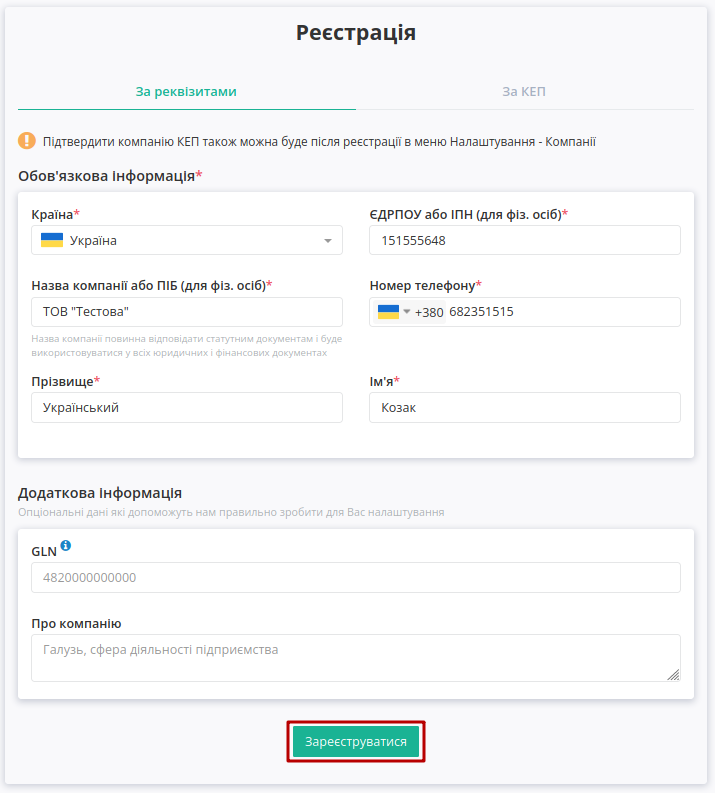 Реєстрація
За реквізитами
За КЕП
Підтвердити компанію КЕП також можна буде після реєстрації в меню Налаштування - Компанії
Обов'язкова інформація*
Країна*
ЄДРПОУ або ІПН (для фіз. осіб)*
Україна
151555648
Назва компанії або ПІБ (для фіз. осіб)*
Номер телефону*
ТОВ "Тестова"
+380 682351515
Назва компанії повинна відповідати статутним документам і буде
використовуватися у всіх юридичних і фінансових документах
Прізвище*
Ім'я*
Український
Козак
Додаткова інформація
Опціональні дані які допоможуть нам правильно зробити для Вас налаштування
GLN
4820000000000
Про компанію
Галузь, сфера діяльності підприємства
Зареєструватися